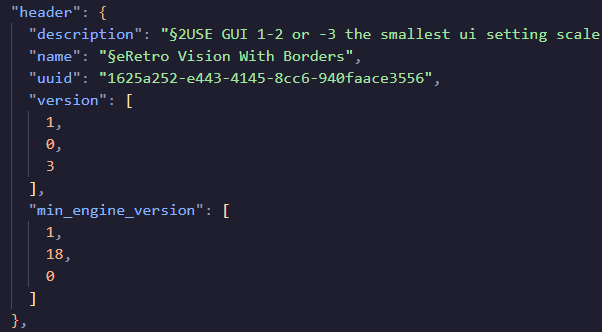 "header": {
"description": "§2USE GUI 1-2 or -3 the smallest ui setting scale
"name": "§eRetro Vision With Borders",
"uuid": "1625a252-e443-4145-8cc6-940faace3556",
"version": [
1,
0,
3
],
"min_engine_version": [
1,
18,
0
]
},